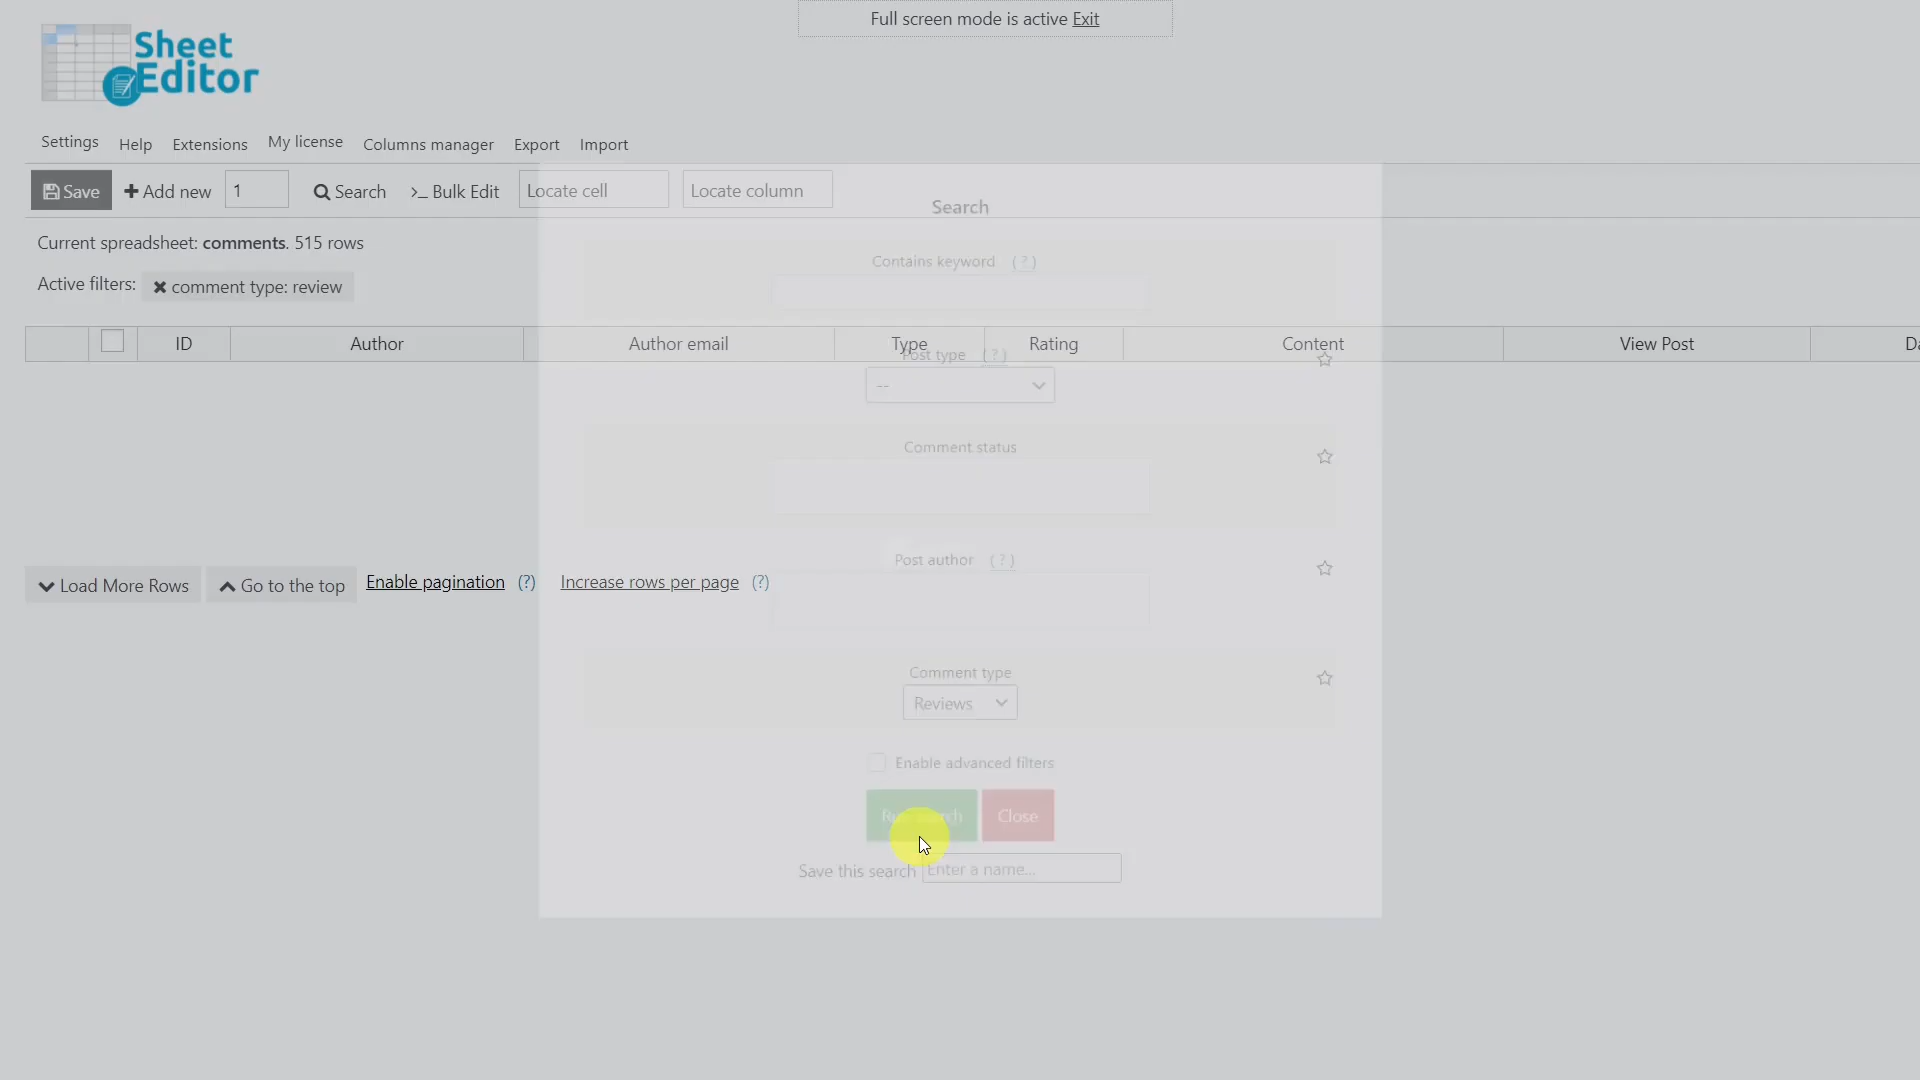 Full screen mode is active Exit
Sheet
Editor
Settings Help Extensions My license Columns manager Export Import
Save Add new 1 Search >_ Bulk Edit Locate cell Locate column
Search
Current spreadsheet: comments. 515 rows
Contains keyword (?)
Active filters: comment type: review
ID Author Author email Type Rating Content View Post
Post type (?)
--
Comment status
Post author (?)
Load More Rows Go to the top Enable pagination (?) Increase rows per page (?)
Comment type
Reviews
Enable advanced filters
Close
Save this search Enter a name...